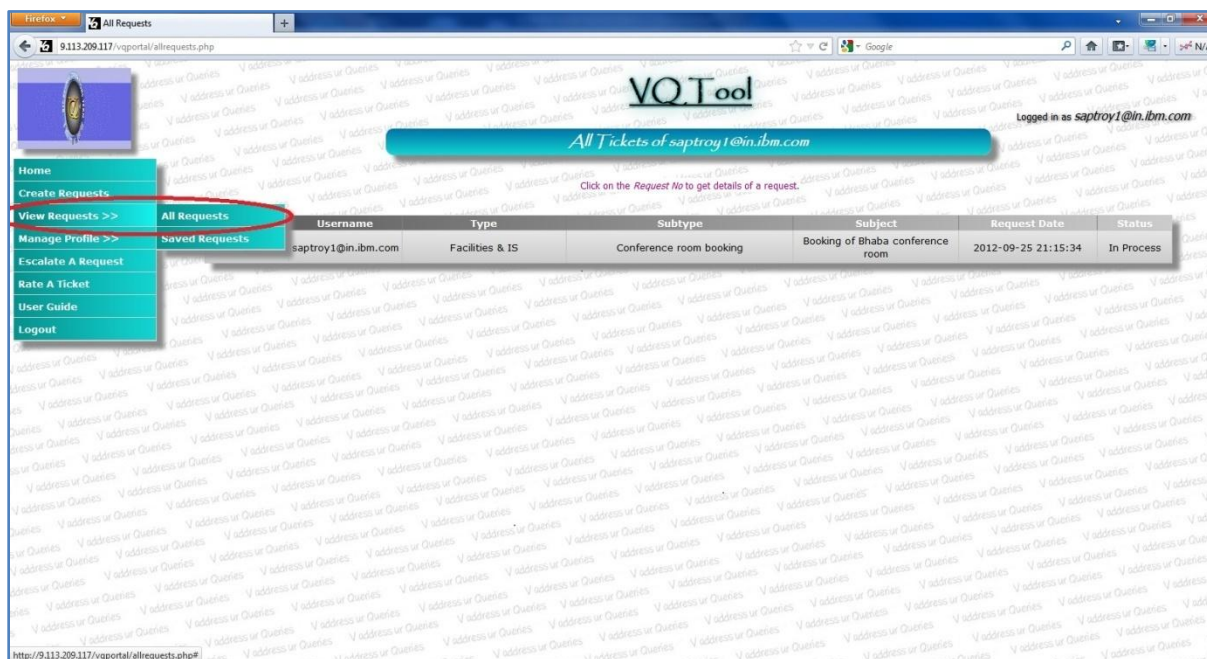 Firefox
All Requests
+
9.113.209.117/vqportal/allrequests.php
Google
VQ Tool
Logged in as saptroy1@in.ibm.com
All Tickets of saptroy1@in.ibm.com
Home
Create Requests
Click on the Request No to get details of a request.
View Requests >> All Requests
Username Type Subtype Subject Request Date Status
Manage Profile >> Saved Requests
saptroy1@in.ibm.com Facilities & IS Conference room booking Booking of Bhaba conference room 2012-09-25 21:15:34 In Process
Escalate A Request
Rate A Ticket
User Guide
Logout
V address ur Queries
http://9.113.209.117/vqportal/allrequests.php#